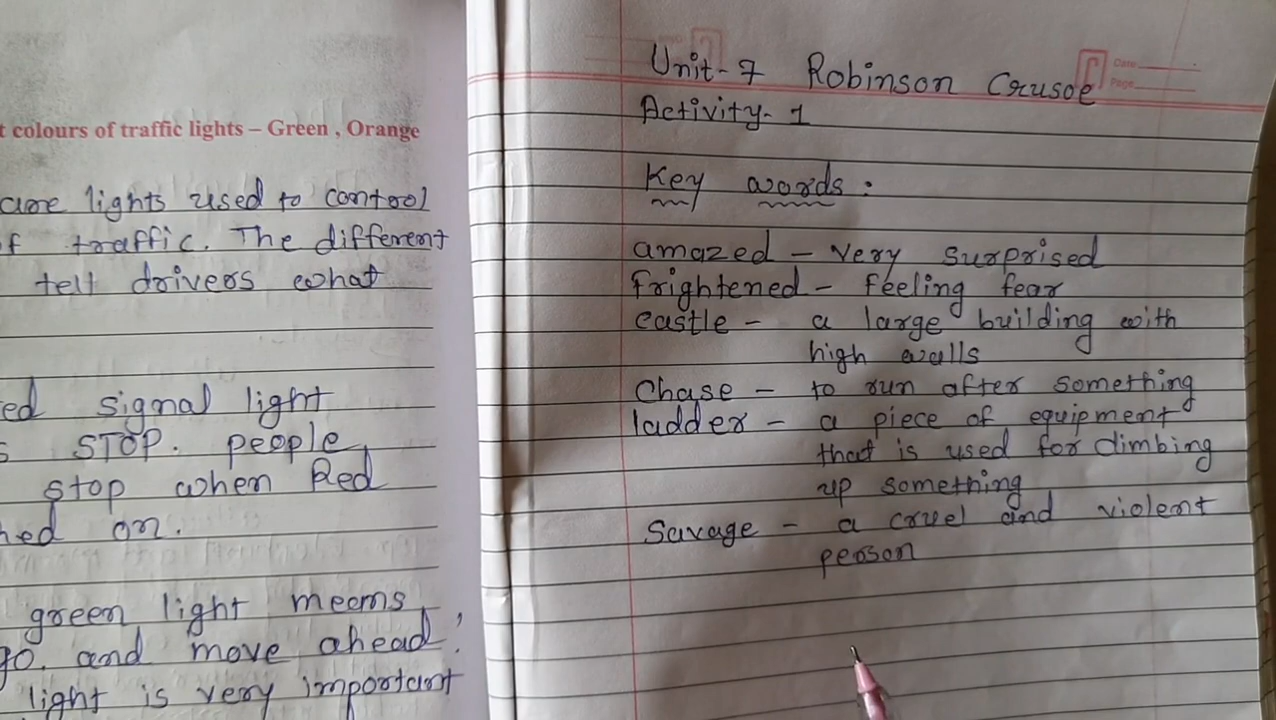 t colours of traffic lights – Green , Orange
are lights used to control
f traffic. The different
tell drivers what
ed signal light
s STOP. people
stop when Red
hed on.
green light means
go. and move ahead.
light is very important
Date
Page
Unit-7 Robinson Crusoe
Activity-1
Key words :
amazed – very surprised
frightened – feeling fear
castle – a large building with
high walls
Chase – to run after something
ladder – a piece of equipment
that is used for climbing
up something
Savage – a cruel and violent
person